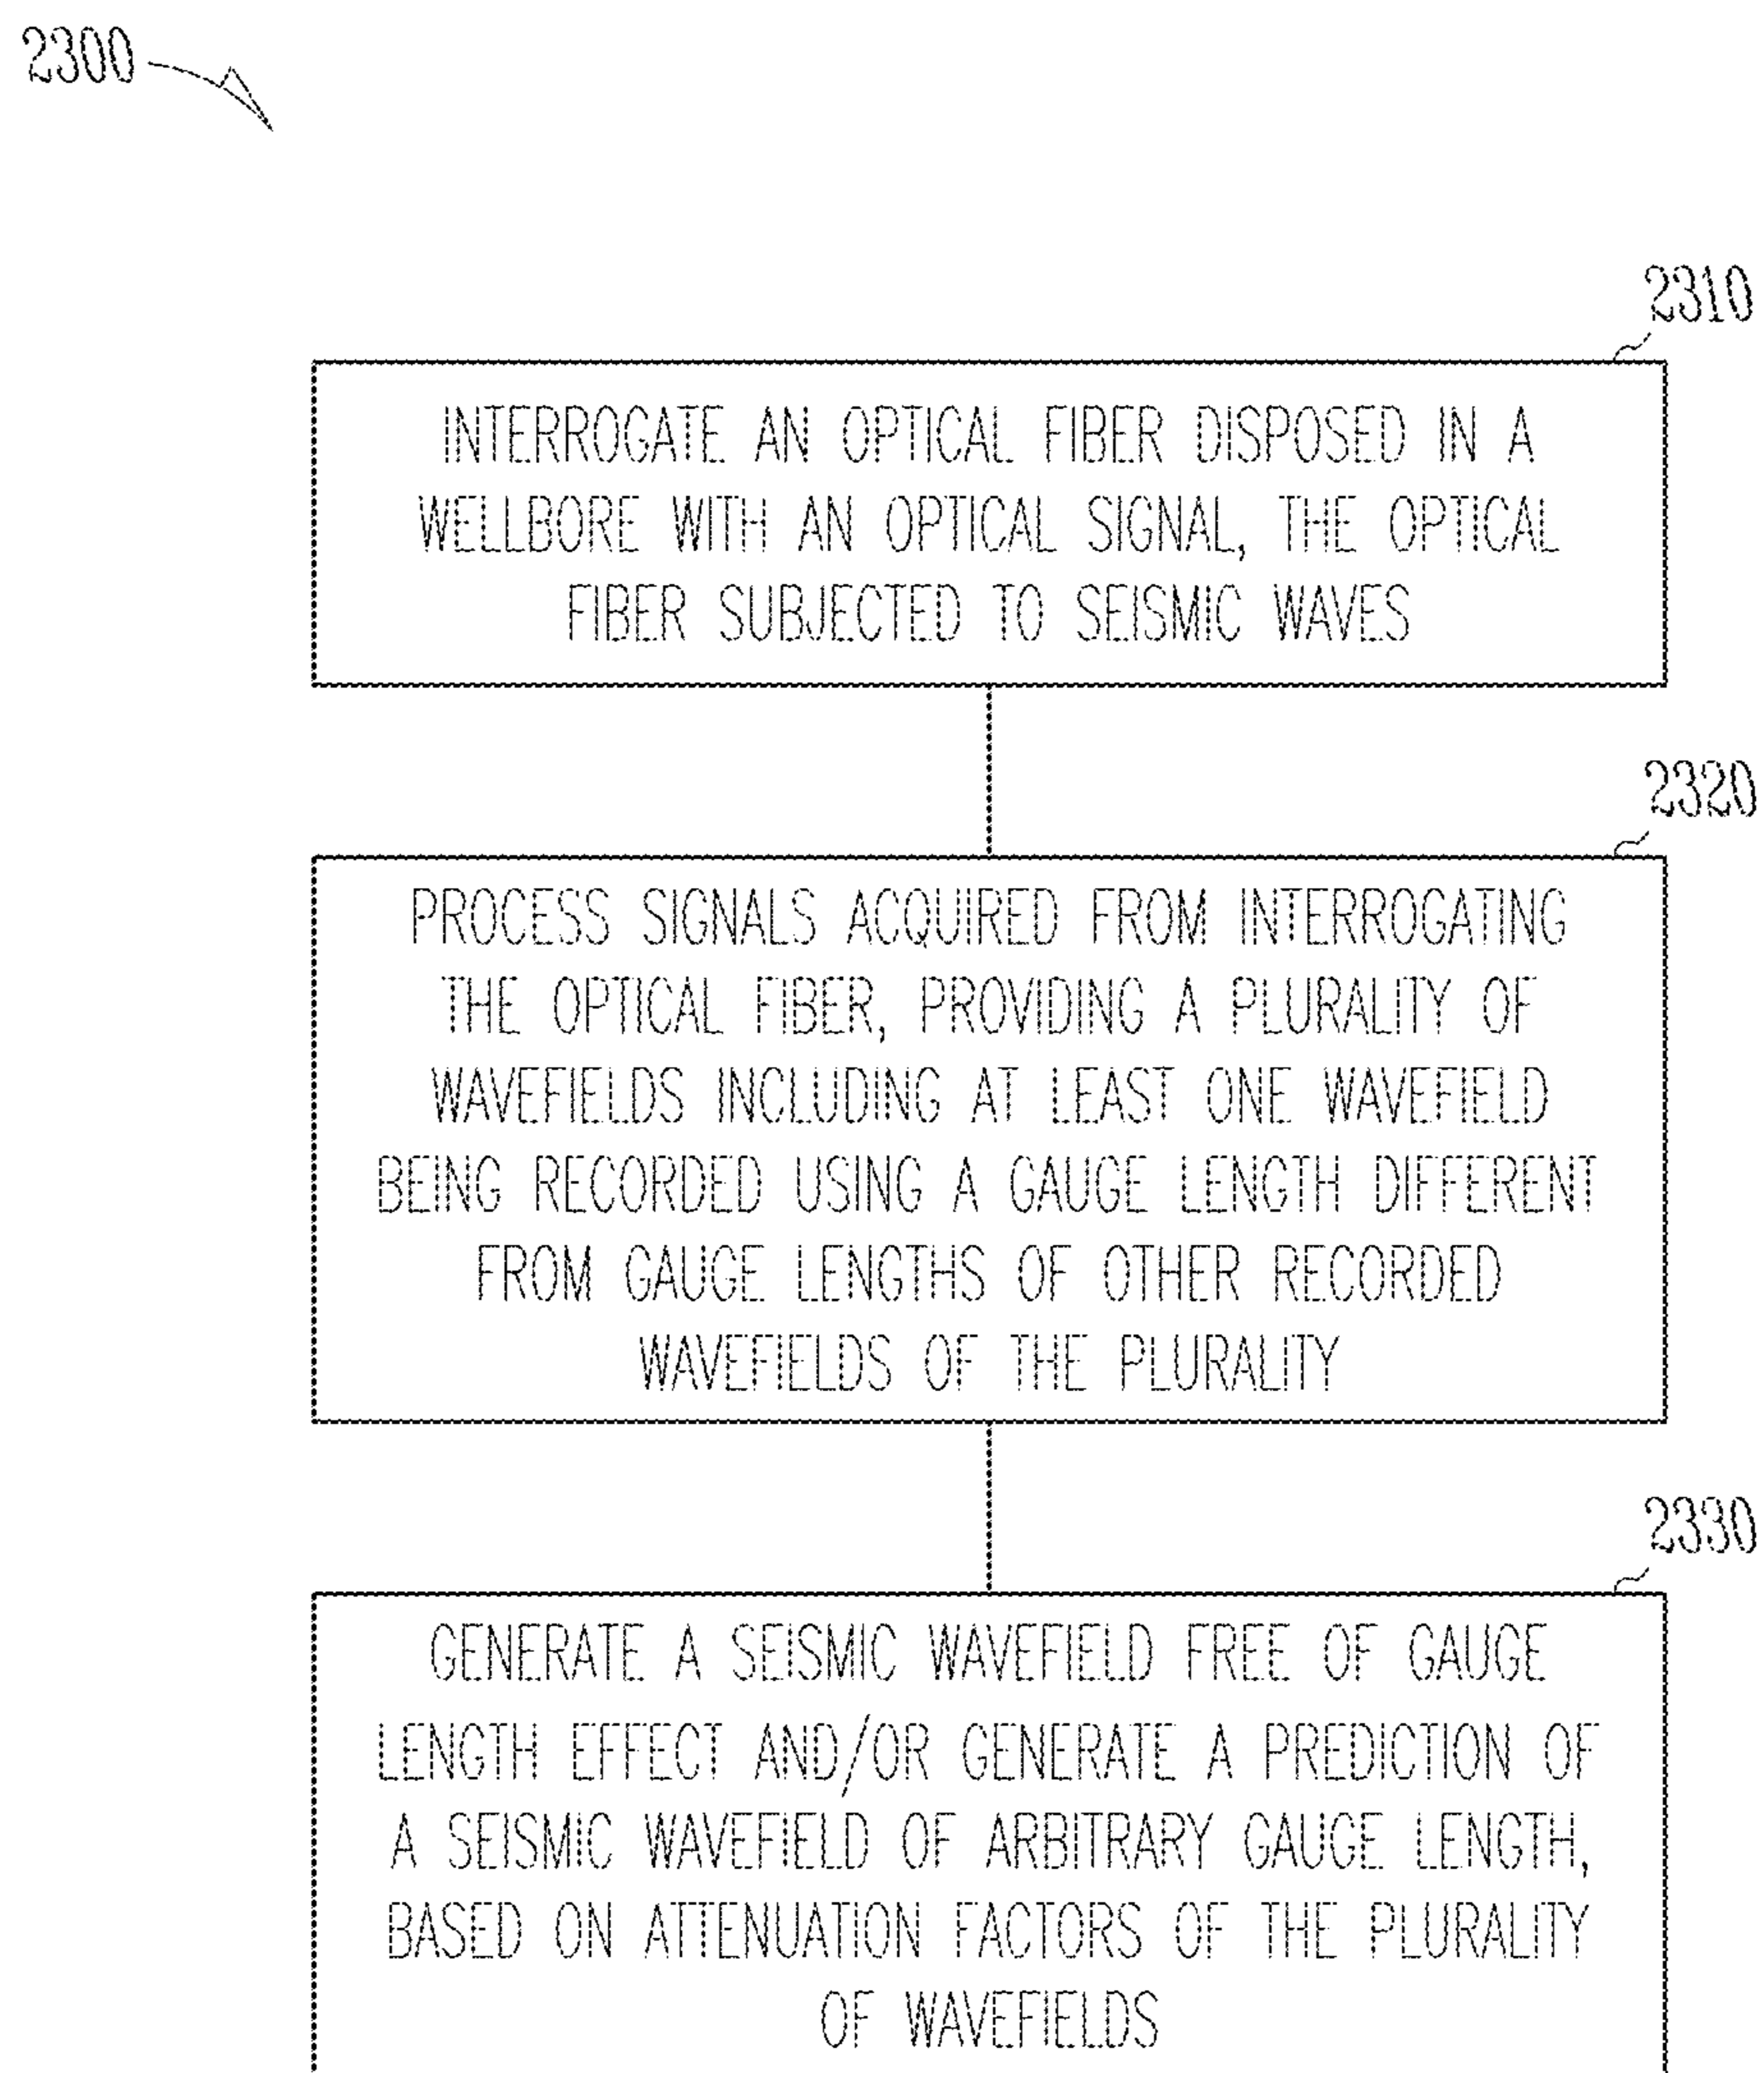 2300
2310
INTERROGATE AN OPTICAL FIBER DISPOSED IN A
WELLBORE WITH AN OPTICAL SIGNAL, THE OPTICAL
FIBER SUBJECTED TO SEISMIC WAVES
2320
PROCESS SIGNALS ACQUIRED FROM INTERROGATING
THE OPTICAL FIBER, PROVIDING A PLURALITY OF
WAVEFIELDS INCLUDING AT LEAST ONE WAVEFIELD
BEING RECORDED USING A GAUGE LENGTH DIFFERENT
FROM GAUGE LENGTHS OF OTHER RECORDED
WAVEFIELDS OF THE PLURALITY
2330
GENERATE A SEISMIC WAVEFIELD FREE OF GAUGE
LENGTH EFFECT AND/OR GENERATE A PREDICTION OF
A SEISMIC WAVEFIELD OF ARBITRARY GAUGE LENGTH,
BASED ON ATTENUATION FACTORS OF THE PLURALITY
OF WAVEFIELDS